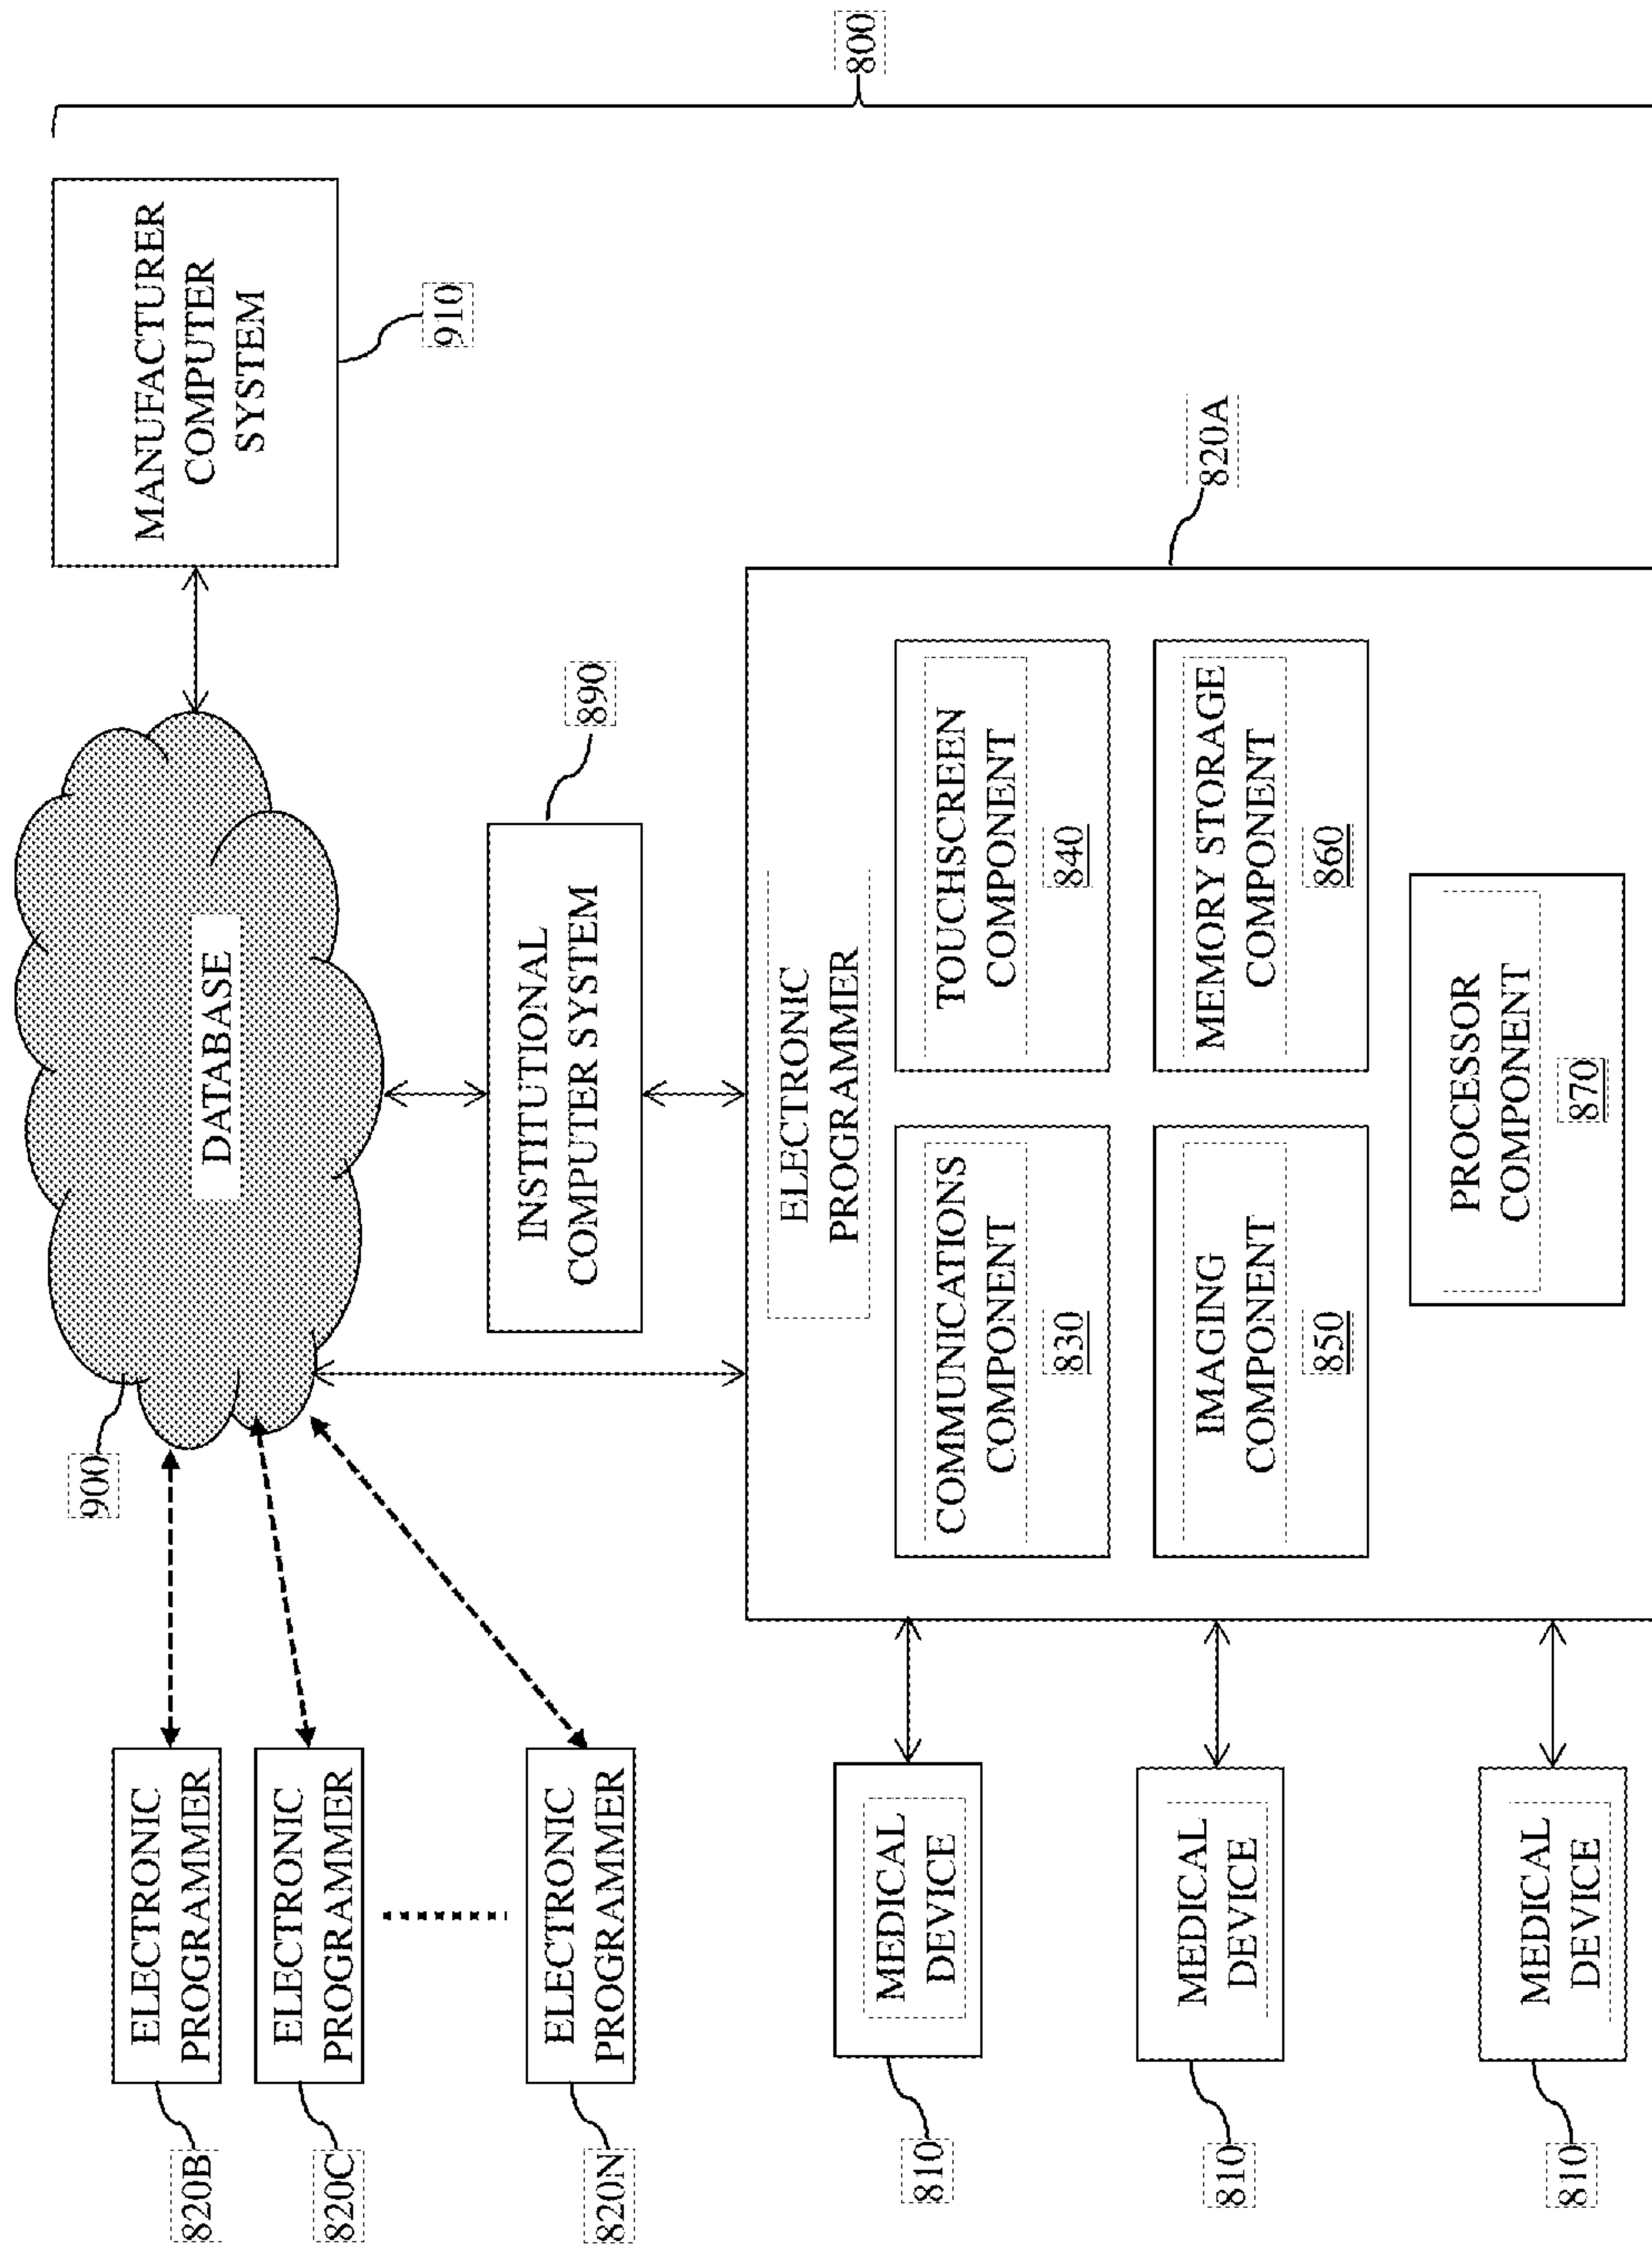 800
MANUFACTURER
COMPUTER
SYSTEM
910
DATABASE
900
ELECTRONIC
PROGRAMMER
820B
ELECTRONIC
PROGRAMMER
820C
ELECTRONIC
PROGRAMMER
820N
INSTITUTIONAL
COMPUTER SYSTEM
890
ELECTRONIC
PROGRAMMER
820A
COMMUNICATIONS
COMPONENT
830
TOUCHSCREEN
COMPONENT
840
IMAGING
COMPONENT
850
MEMORY STORAGE
COMPONENT
860
PROCESSOR
COMPONENT
870
MEDICAL
DEVICE
810
MEDICAL
DEVICE
810
MEDICAL
DEVICE
810